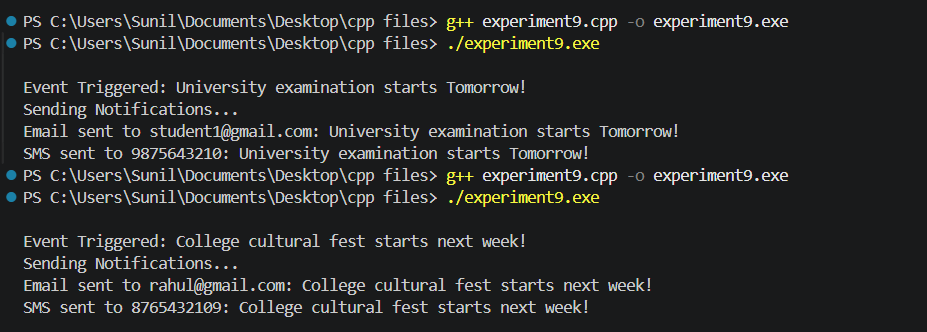 PS C:\Users\Sunil\Documents\Desktop\cpp files> g++ experiment9.cpp -o experiment9.exe
PS C:\Users\Sunil\Documents\Desktop\cpp files> ./experiment9.exe
Event Triggered: University examination starts Tomorrow!
Sending Notifications...
Email sent to student1@gmail.com: University examination starts Tomorrow!
SMS sent to 9875643210: University examination starts Tomorrow!
PS C:\Users\Sunil\Documents\Desktop\cpp files> g++ experiment9.cpp -o experiment9.exe
PS C:\Users\Sunil\Documents\Desktop\cpp files> ./experiment9.exe
Event Triggered: College cultural fest starts next week!
Sending Notifications...
Email sent to rahul@gmail.com: College cultural fest starts next week!
SMS sent to 8765432109: College cultural fest starts next week!